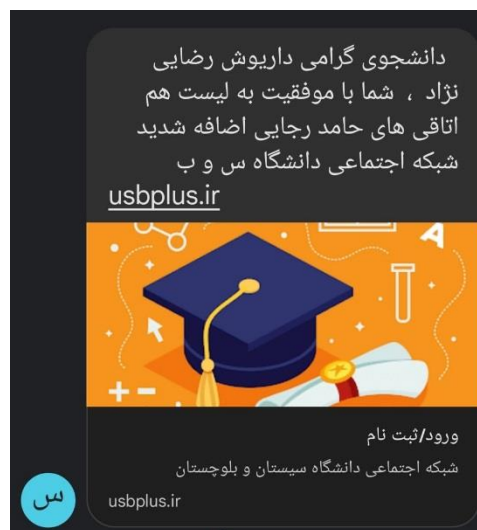 دانشجوی گرامی داریوش رضایی
نژاد ، شما با موفقیت به لیست هم
اتاقی های حامد رجایی اضافه شدید
شبکه اجتماعی دانشگاه س و ب
usbplus.ir
A
ورود/ثبت نام
شبکه اجتماعی دانشگاه سیستان و بلوچستان
usbplus.ir
س